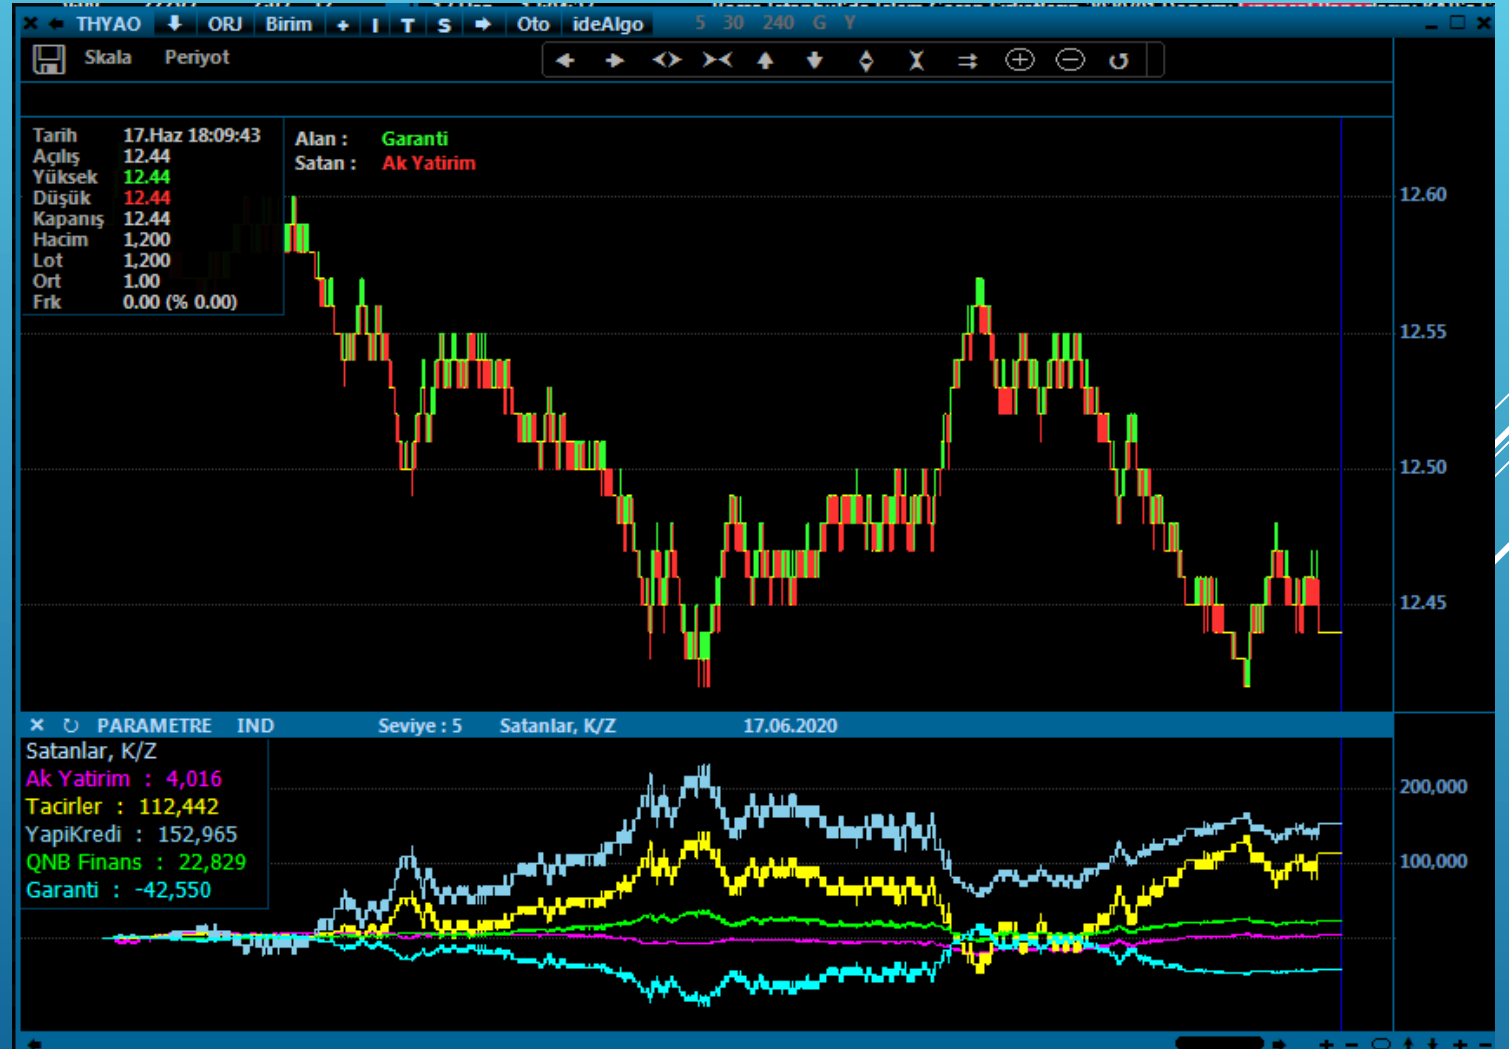 THYAO ORJ Birim + I T S Oto ideAlgo 5 30 240 G Y
Skala Periyot
Tarih 17.Haz 18:09:43
Açılış 12.44
Yüksek 12.44
Düşük 12.44
Kapanış 12.44
Hacim 1,200
Lot 1,200
Ort 1.00
Frk 0.00 (% 0.00)
Alan : Garanti
Satan : Ak Yatirim
12.60
12.55
12.50
12.45
PARAMETRE IND Seviye : 5 Satanlar, K/Z 17.06.2020
Satanlar, K/Z
Ak Yatirim : 4,016
Tacirler : 112,442
YapiKredi : 152,965
QNB Finans : 22,829
Garanti : -42,550
200,000
100,000